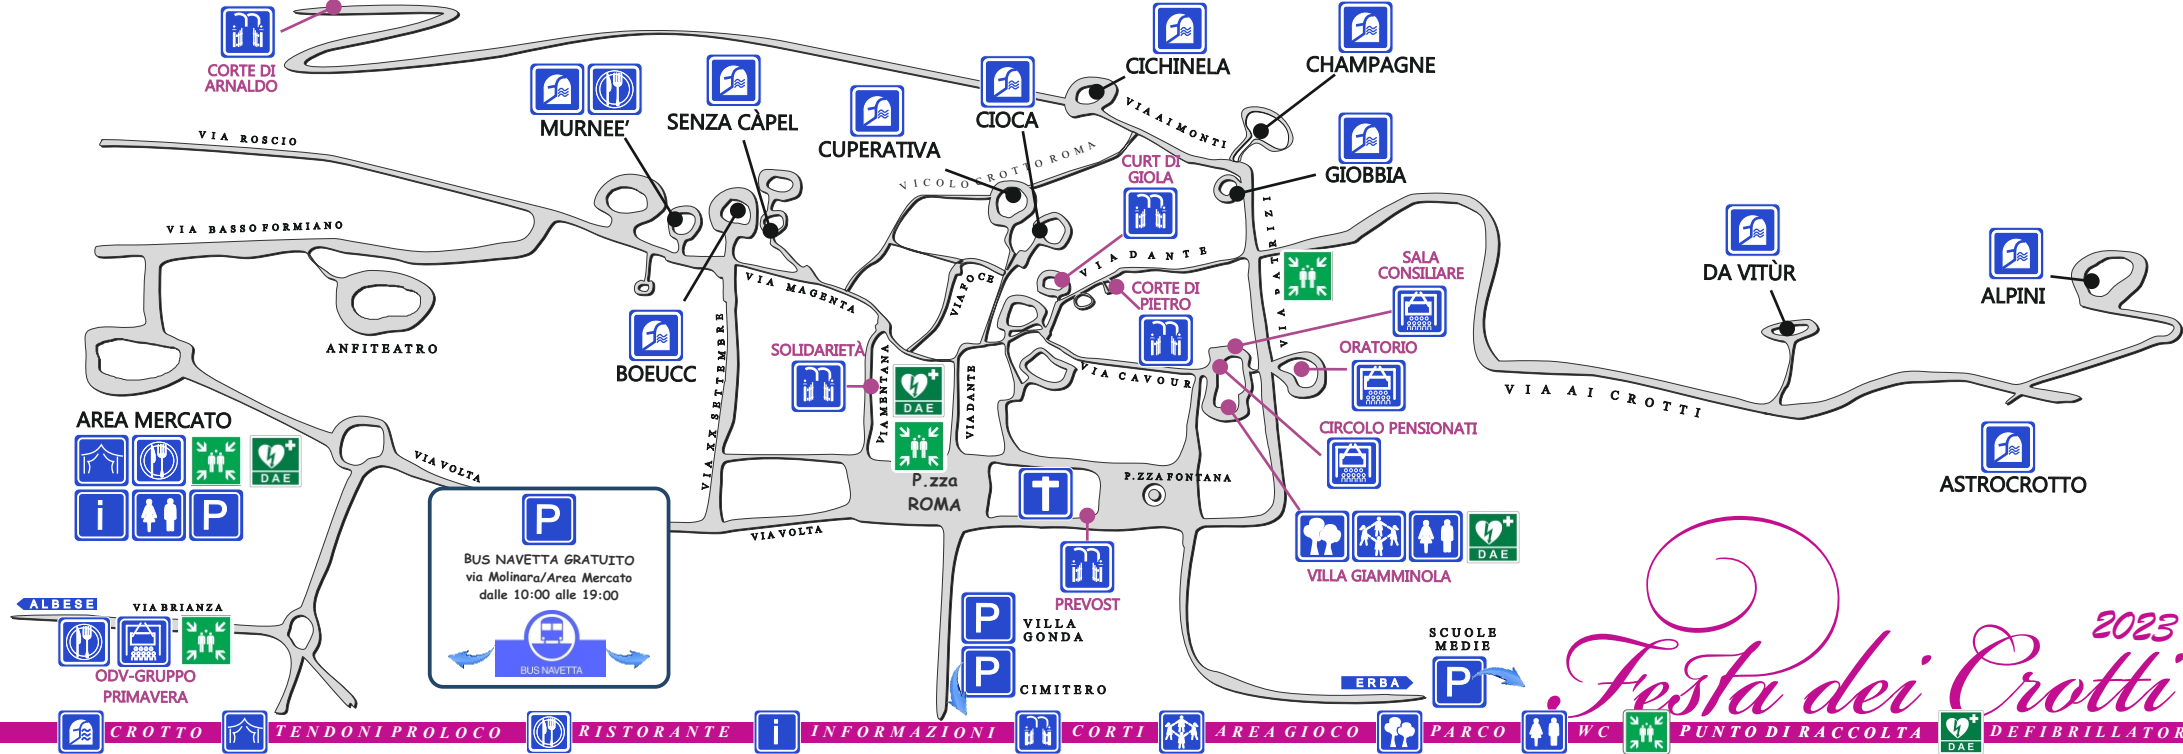 CORTE DI
ARNALDO
MURNEE'
SENZA CÀPEL
CUPERATIVA
CIOCA
CICHINELA
CHAMPAGNE
GIOBBIA
VIA AI MONTI
VIA ROSCIO
VICOLO CROTTO ROMA
CURT DI
GIOLA
VIA BASSO FORMIANO
VIA PATRIZI
VIA DANTE
SALA
CONSILIARE
DA VITÙR
ALPINI
VIA MAGENTA
VIA FOCE
CORTE DI
PIETRO
ANFITEATRO
BOEUCC
SOLIDARIETÀ
ORATORIO
VIA XX SETTEMBRE
VIA MENTANA
VIA DANTE
VIA CAVOUR
VIA AI CROTTI
DAE
AREA MERCATO
CIRCOLO PENSIONATI
DAE
i
P
VIA VOLTA
P.zza
ROMA
P.ZZA FONTANA
ASTROCROTTO
P
BUS NAVETTA GRATUITO
via Molinara/Area Mercato
dalle 10:00 alle 19:00
BUS NAVETTA
VIA VOLTA
DAE
VILLA GIAMMINOLA
PREVOST
ALBESE
VIA BRIANZA
ODV-GRUPPO
PRIMAVERA
P
VILLA
GONDA
P
CIMITERO
ERBA
SCUOLE
MEDIE
P
2023
Festa dei Crotti
CROTTO
TENDONI PROLOCO
RISTORANTE
i
INFORMAZIONI
CORTI
AREA GIOCO
PARCO
WC
PUNTO DI RACCOLTA
DAE
DEFIBRILLATOR